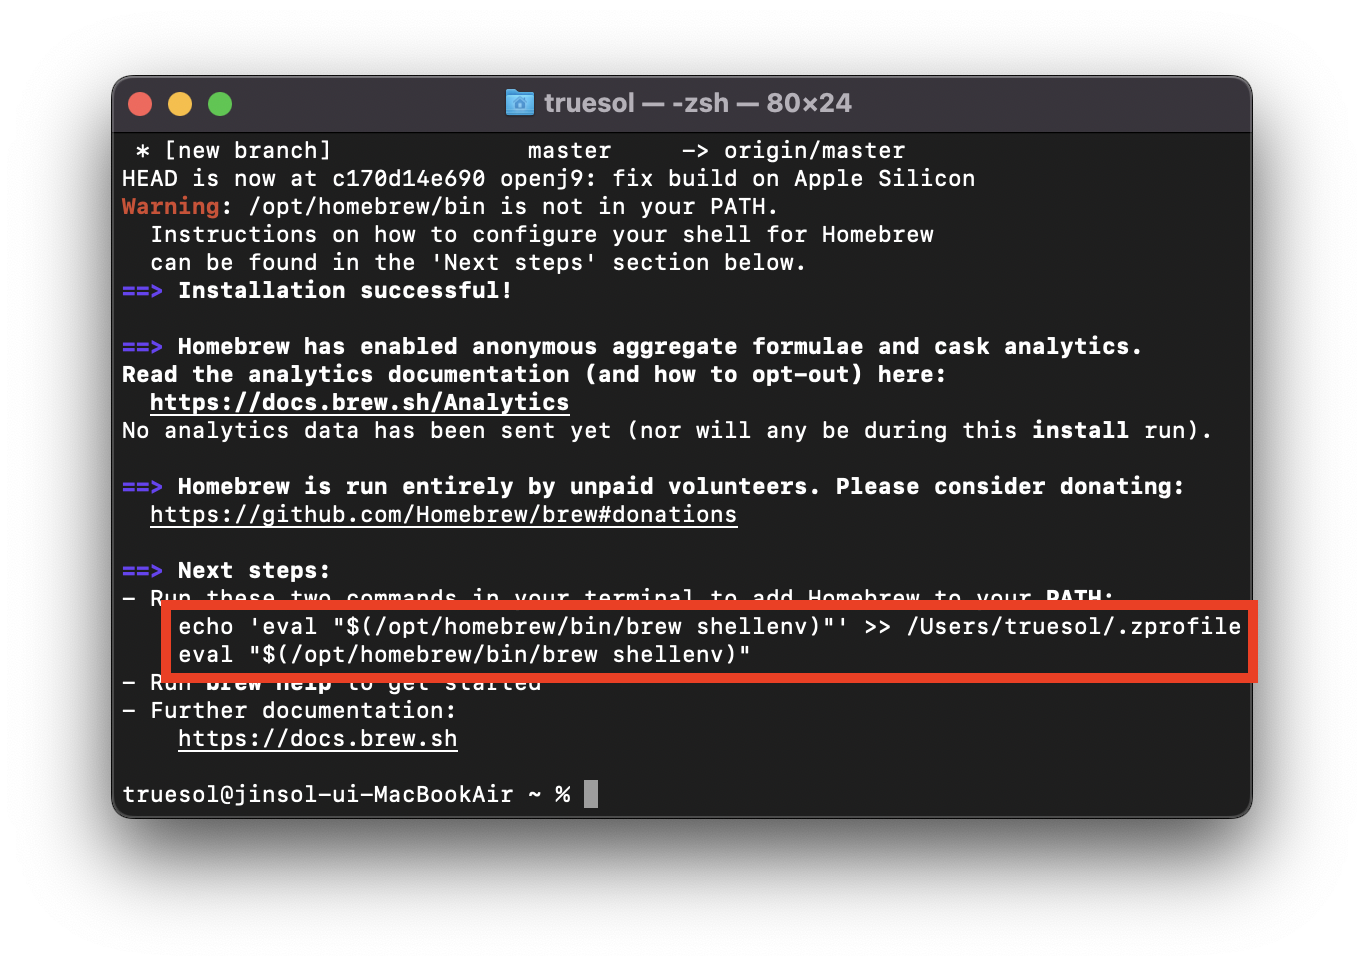 truesol — -zsh — 80×24
* [new branch] master -> origin/master
HEAD is now at c170d14e690 openj9: fix build on Apple Silicon
Warning: /opt/homebrew/bin is not in your PATH.
Instructions on how to configure your shell for Homebrew
can be found in the 'Next steps' section below.
==> Installation successful!
==> Homebrew has enabled anonymous aggregate formulae and cask analytics.
Read the analytics documentation (and how to opt-out) here:
https://docs.brew.sh/Analytics
No analytics data has been sent yet (nor will any be during this install run).
==> Homebrew is run entirely by unpaid volunteers. Please consider donating:
https://github.com/Homebrew/brew#donations
==> Next steps:
- Run these two commands in your terminal to add Homebrew to your PATH:
echo 'eval "$(/opt/homebrew/bin/brew shellenv)"' >> /Users/truesol/.zprofile
eval "$(/opt/homebrew/bin/brew shellenv)"
- Run brew help to get started
- Further documentation:
https://docs.brew.sh
truesol@jinsol-ui-MacBookAir ~ %